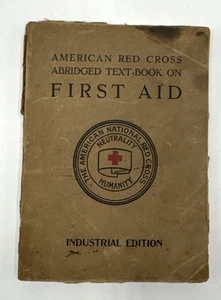 AMERICAN RED CROSS
ABRIDGED TEXT-BOOK ON
FIRST AID
THE AMERICAN NATIONAL RED CROSS
NEUTRALITY
HUMANITY
INDUSTRIAL EDITION